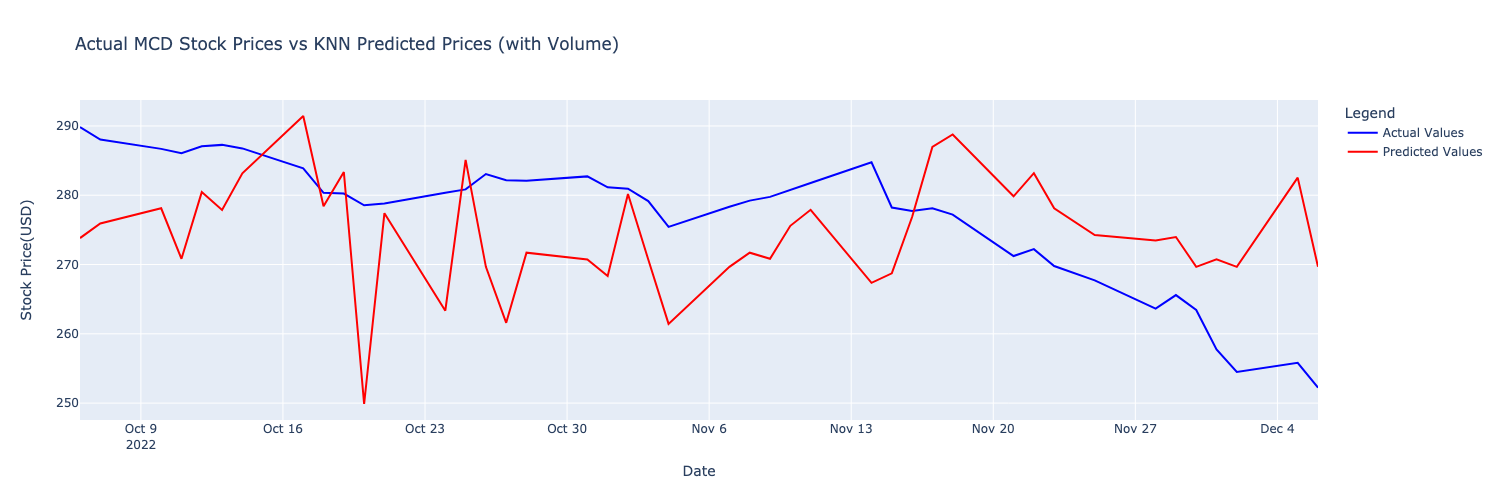 Actual MCD Stock Prices vs KNN Predicted Prices (with Volume)
Legend
Actual Values
Predicted Values
Stock Price(USD)
290
280
270
260
250
Oct 9
2022
Oct 16
Oct 23
Oct 30
Nov 6
Nov 13
Nov 20
Nov 27
Dec 4
Date